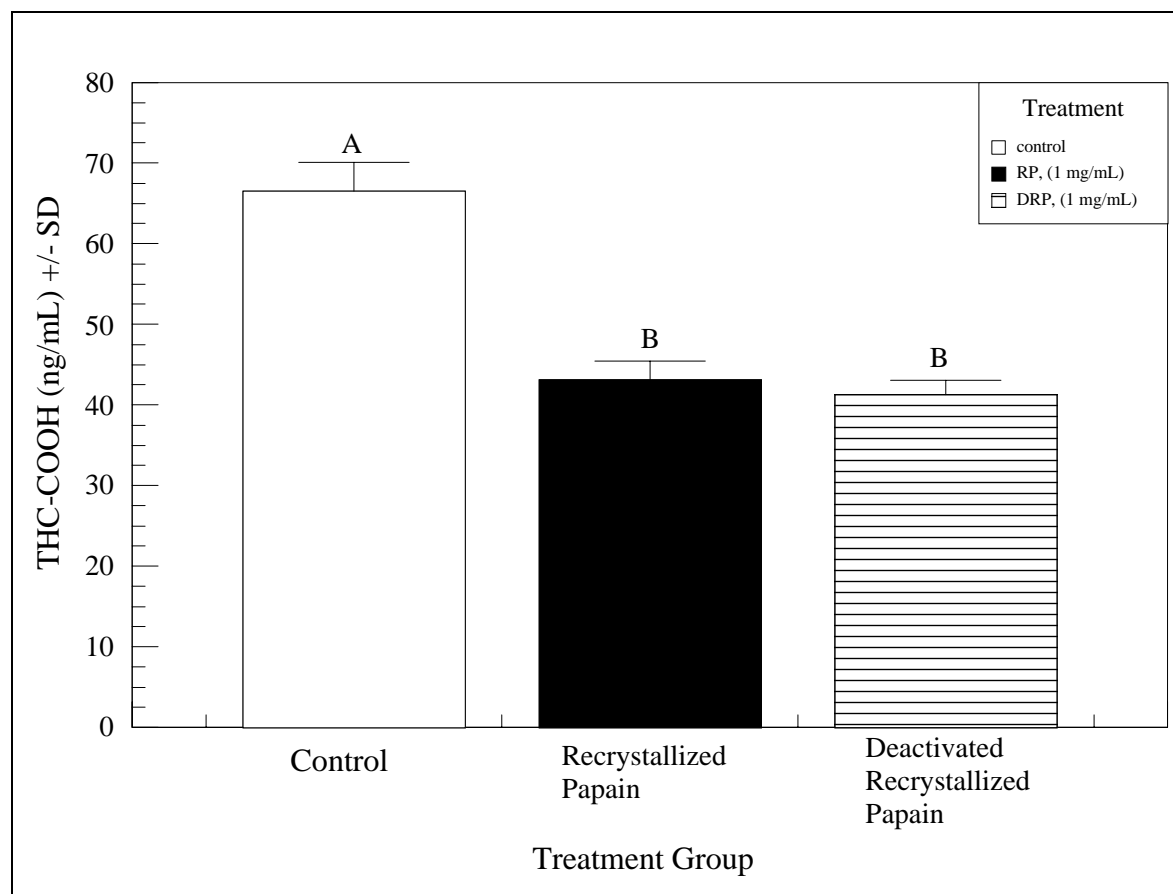 80
70
60
50
40
30
20
10
0
THC-COOH (ng/mL) +/- SD
A
B
B
Treatment
control
RP, (1 mg/mL)
DRP, (1 mg/mL)
Control
Recrystallized
Papain
Deactivated
Recrystallized
Papain
Treatment Group